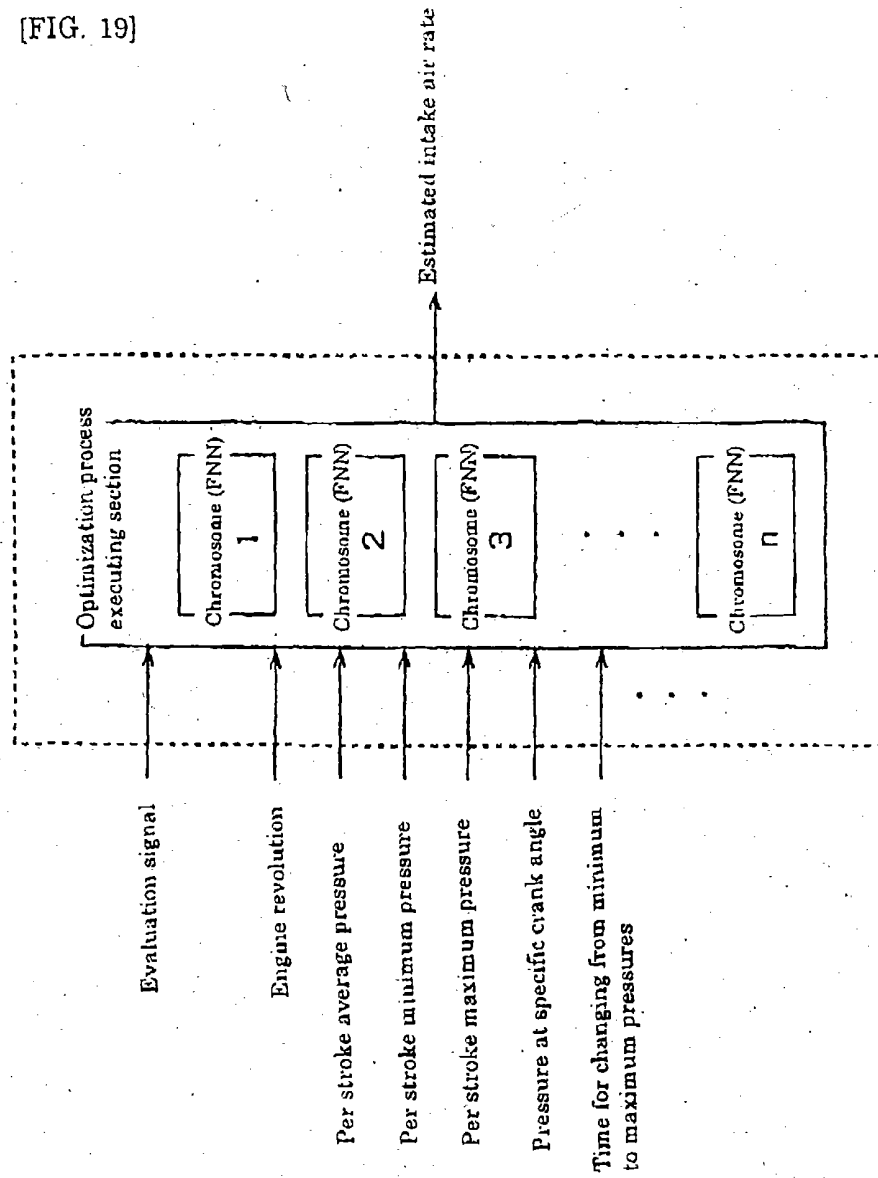 [FIG. 19]
Evaluation signal
Engine revolution
Per stroke average pressure
Per stroke minimum pressure
Per stroke maximum pressure
Pressure at specific crank angle
Time for changing from minimum
to maximum pressures
Optimization process
executing section
Chromosome (FNN)
1
Chromosome (FNN)
2
Chromosome (FNN)
3
Chromosome (FNN)
n
Estimated intake air rate